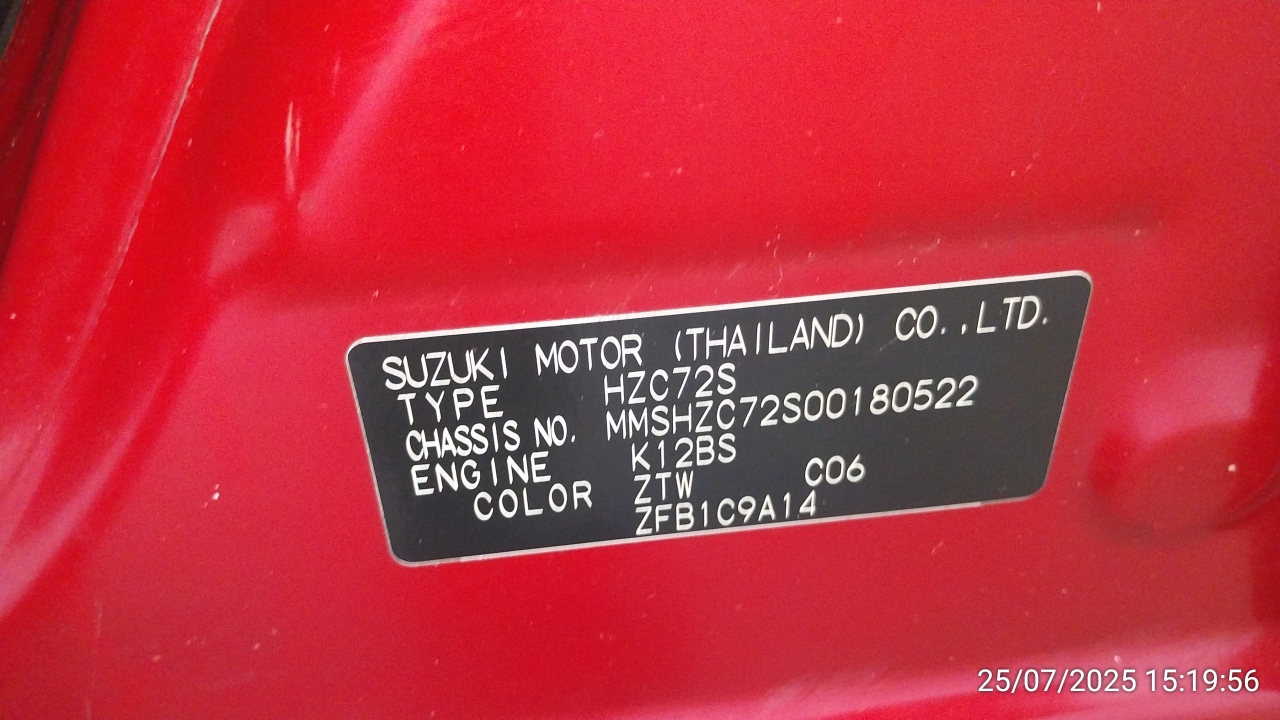 SUZUKI MOTOR (THAILAND) CO.,LTD.
TYPE HZC72S
CHASSIS NO. MMSHZC72S00180522
ENGINE K12BS
COLOR ZTW C06
ZFB1C9A14
25/07/2025 15:19:56